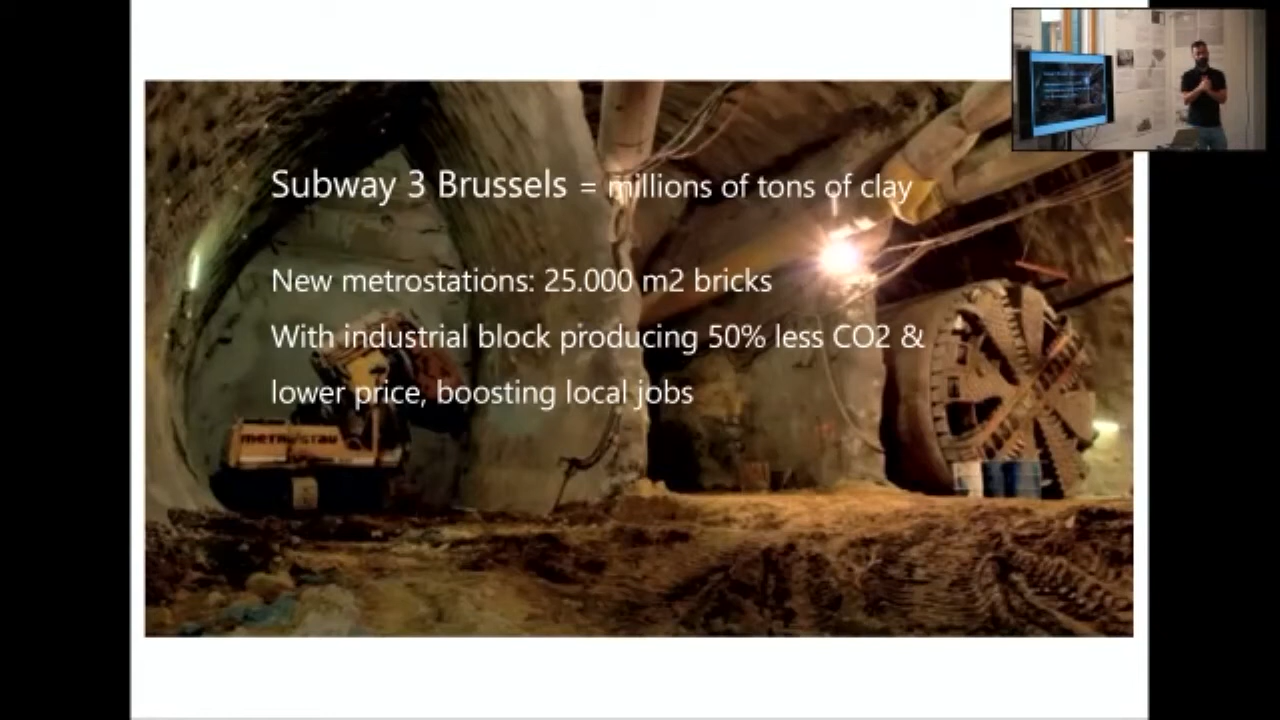 Subway 3 Brussels = millions of tons of clay
New metrostations: 25.000 m2 bricks
With industrial block producing 50% less CO2 &
lower price, boosting local jobs
metrostav